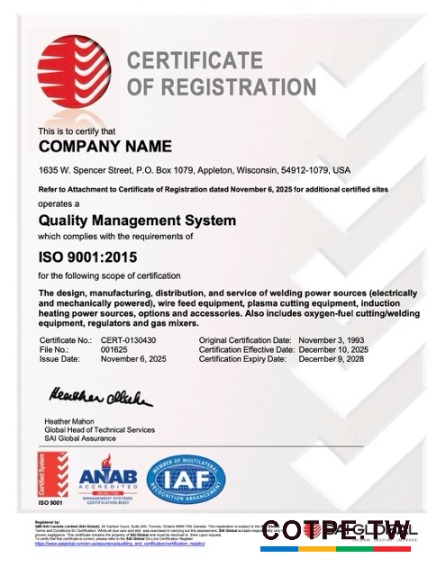 CERTIFICATE
OF REGISTRATION
This is to certify that
COMPANY NAME
1635 W. Spencer Street, P.O. Box 1079, Appleton, Wisconsin, 54912-1079, USA
Refer to Attachment to Certificate of Registration dated November 6, 2025 for additional certified sites
operates a
Quality Management System
which complies with the requirements of
ISO 9001:2015
for the following scope of certification
The design, manufacturing, distribution, and service of welding power sources (electrically
and mechanically powered), wire feed equipment, plasma cutting equipment, induction
heating power sources, options and accessories. Also includes oxygen-fuel cutting/welding
equipment, regulators and gas mixers.
Certificate No.: CERT-0130430 Original Certification Date: November 3, 1993
File No.: 001625 Certification Effective Date: December 10, 2025
Issue Date: November 6, 2025 Certification Expiry Date: December 9, 2028
Heather Mahon
Global Head of Technical Services
SAI Global Assurance
Certified System
ISO 9001
ANAB
ACCREDITED
MANAGEMENT SYSTEMS
CERTIFICATION BODY
MEMBER OF MULTILATERAL
IAF
RECOGNITION ARRANGEMENT
Registered by:
COTPE.TW